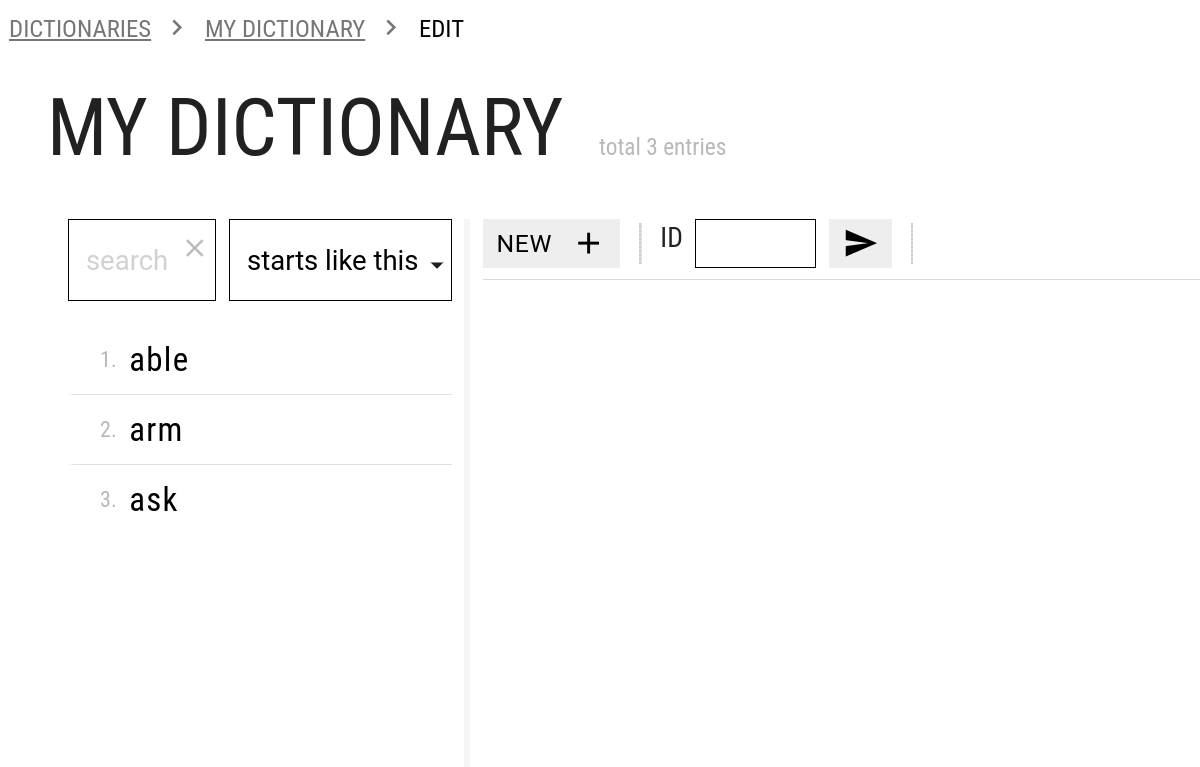 DICTIONARIES > MY DICTIONARY > EDIT
MY DICTIONARY total 3 entries
search starts like this NEW + ID
1. able
2. arm
3. ask